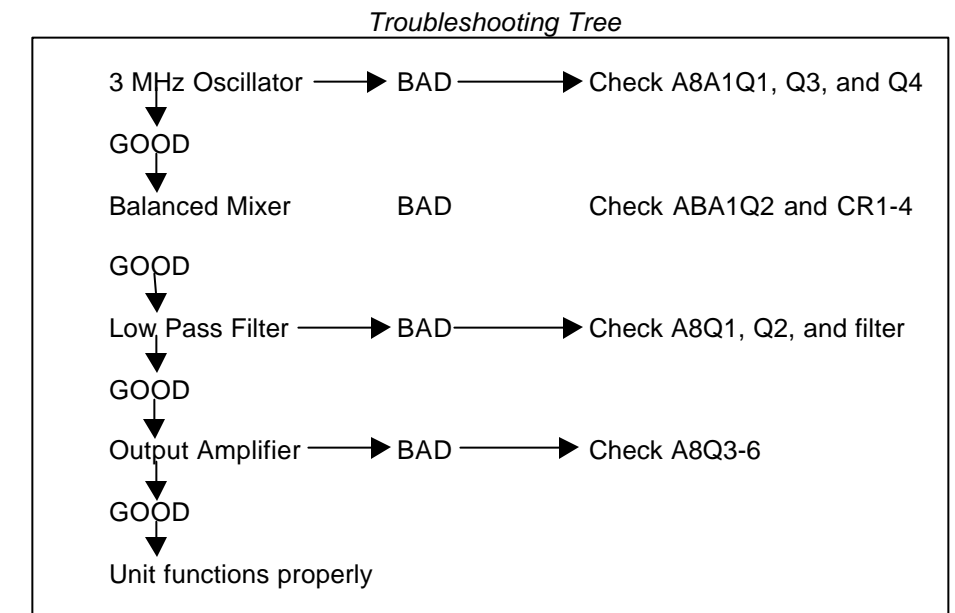 Troubleshooting Tree
3 MHz Oscillator BAD Check A8A1Q1, Q3, and Q4
GOOD
Balanced Mixer BAD Check ABA1Q2 and CR1-4
GOOD
Low Pass Filter BAD Check A8Q1, Q2, and filter
GOOD
Output Amplifier BAD Check A8Q3-6
GOOD
Unit functions properly